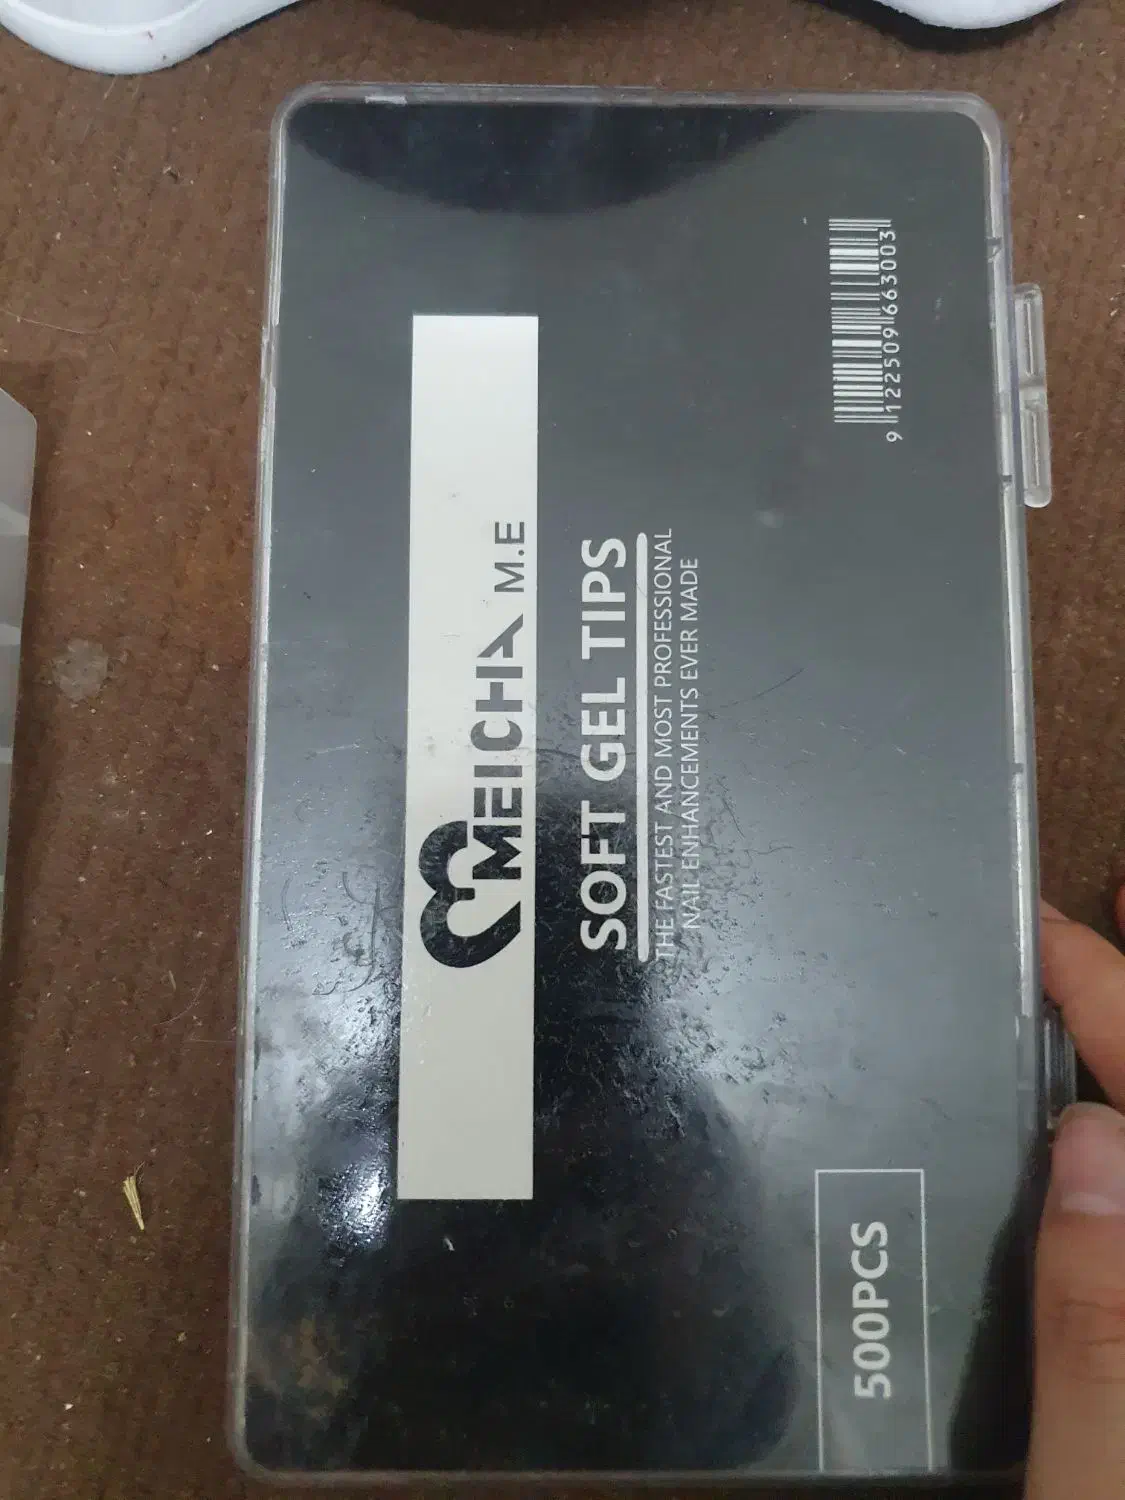 MEICHA M.E
SOFT GEL TIPS
THE FASTEST AND MOST PROFESSIONAL
NAIL ENHANCEMENTS EVER MADE
9 122509 663003
500PCS